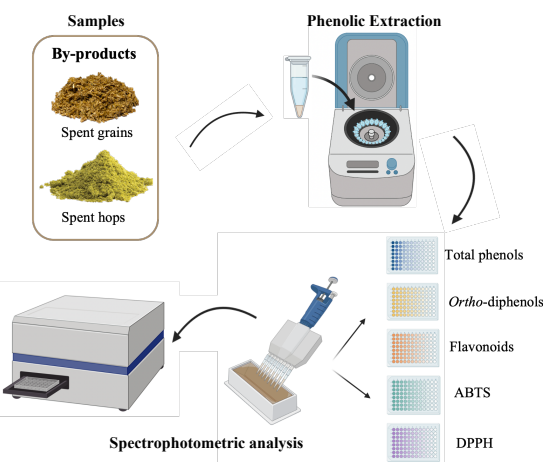 Samples
Phenolic Extraction
By-products
Spent grains
Spent hops
Total phenols
Ortho-diphenols
Flavonoids
ABTS
DPPH
Spectrophotometric analysis